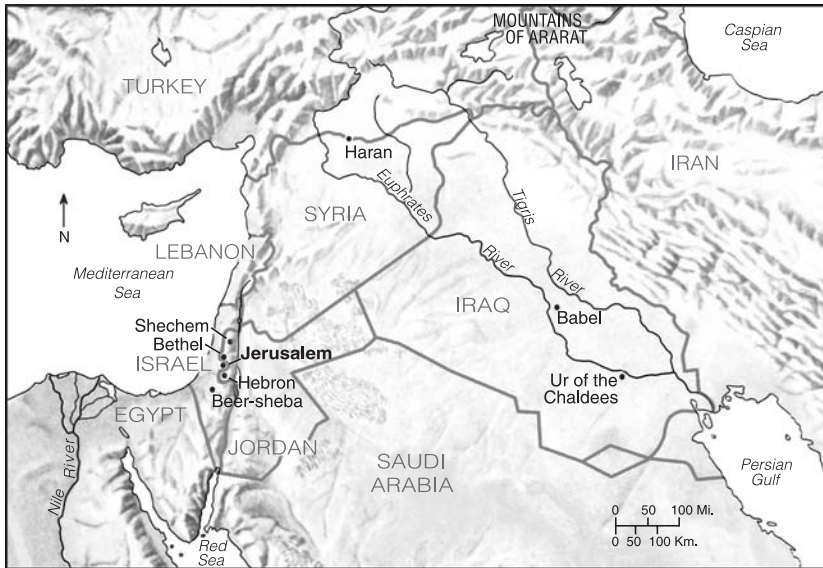 MOUNTAINS
OF ARARAT
Caspian
Sea
TURKEY
Haran
IRAN
Euphrates
Tigris
N
SYRIA
LEBANON
Mediterranean
Sea
River
River
IRAQ
Babel
Shechem
Bethel
ISRAEL
Jerusalem
Hebron
Beer-sheba
Ur of the
Chaldees
EGYPT
JORDAN
SAUDI
ARABIA
Nile River
Persian
Gulf
Red
Sea
0 50 100 Mi.
0 50 100 Km.